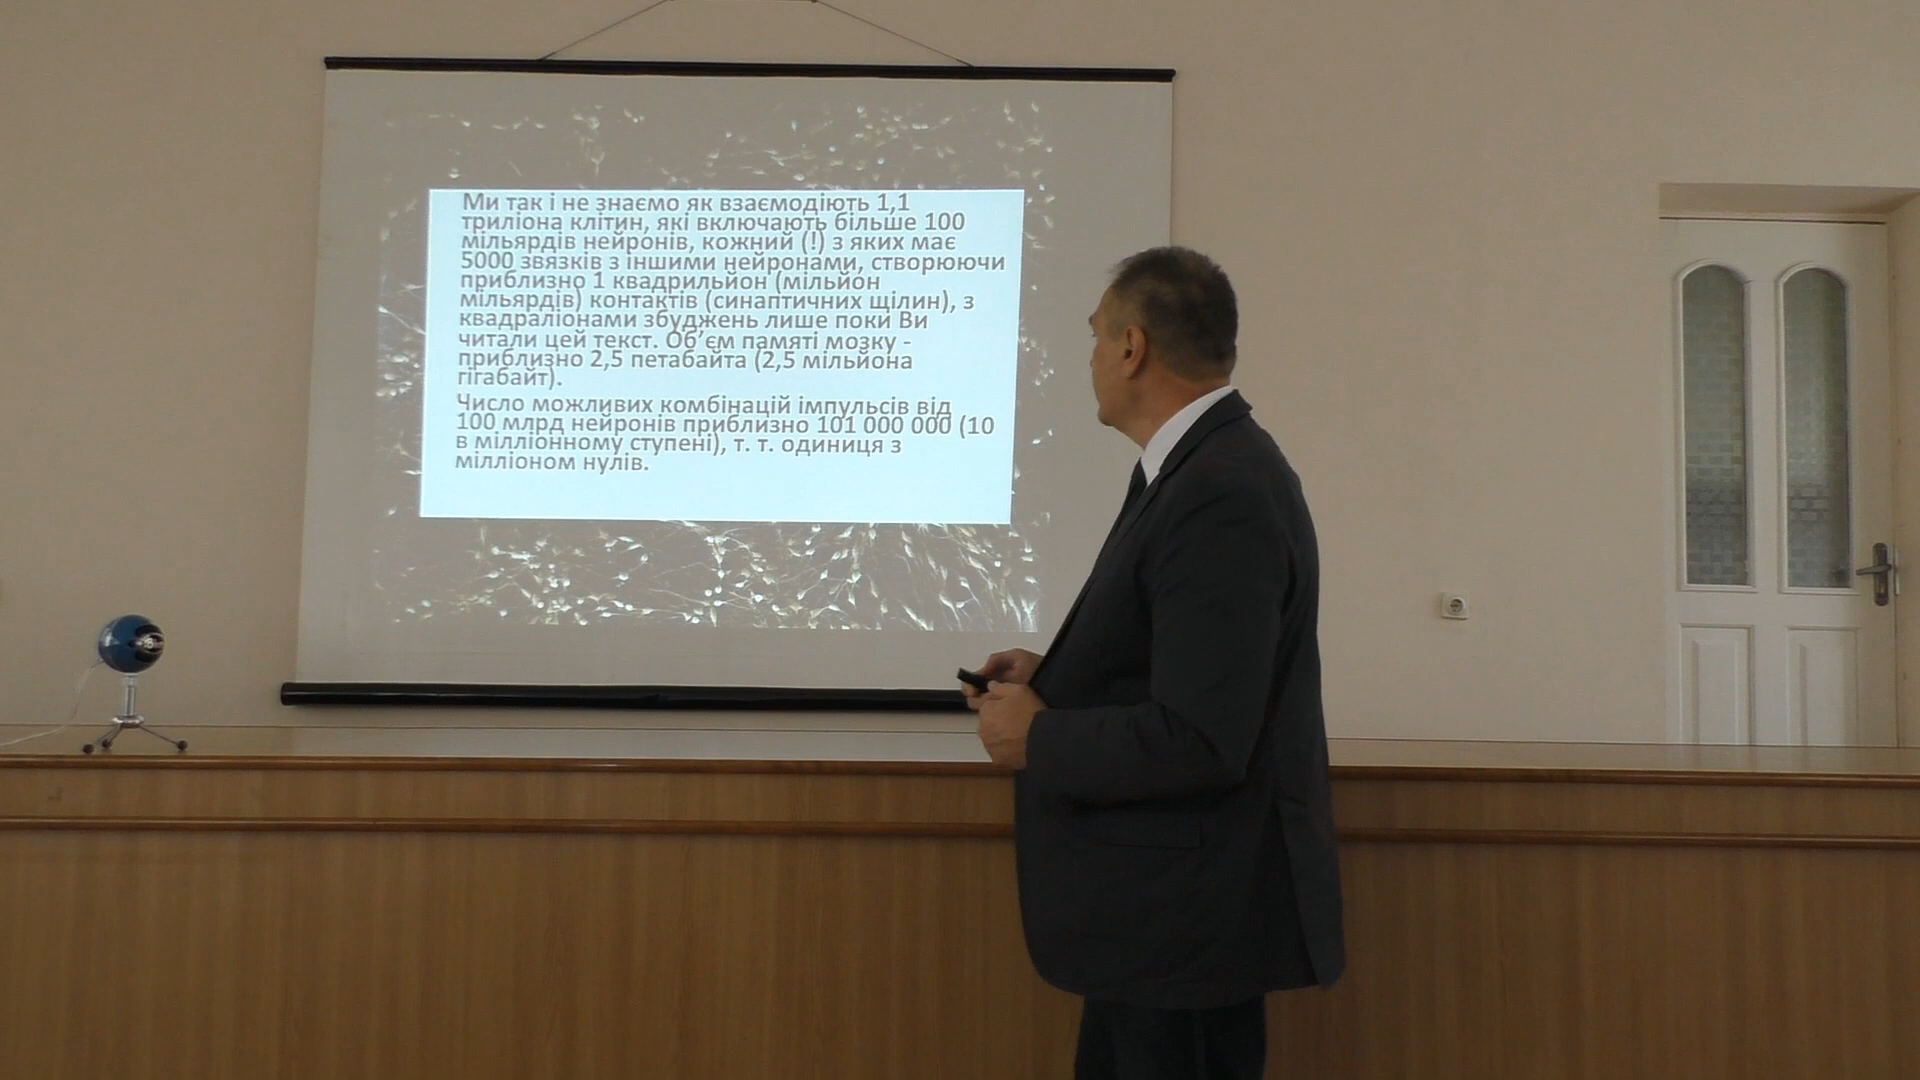 Ми так і не знаємо як взаємодіють 1,1
триліона клітин, які включають більше 100
мільярдів нейронів, кожний (!) з яких має
5000 звязків з іншими нейронами, створюючи
приблизно 1 квадрильйон (мільйон
мільярдів) контактів (синаптичних щілин), з
квадраліонами збуджень лише поки Ви
читали цей текст. Об’єм памяті мозку -
приблизно 2,5 петабайта (2,5 мільйона
гігабайт).
Число можливих комбінацій імпульсів від
100 млрд нейронів приблизно 101 000 000 (10
в мілліонному ступені), т. т. одиниця з
мілліоном нулів.